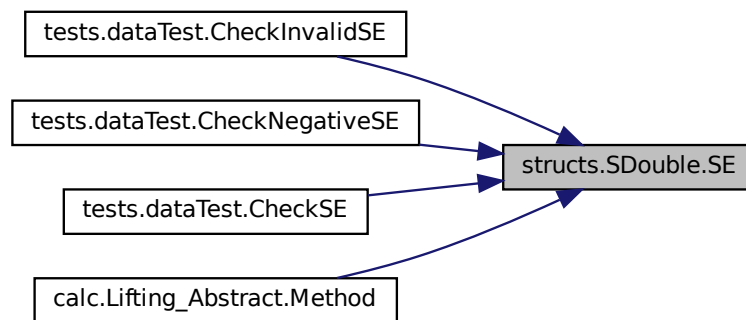 tests.dataTest.CheckInvalidSE
tests.dataTest.CheckNegativeSE
structs.SDouble.SE
tests.dataTest.CheckSE
calc.Lifting_Abstract.Method